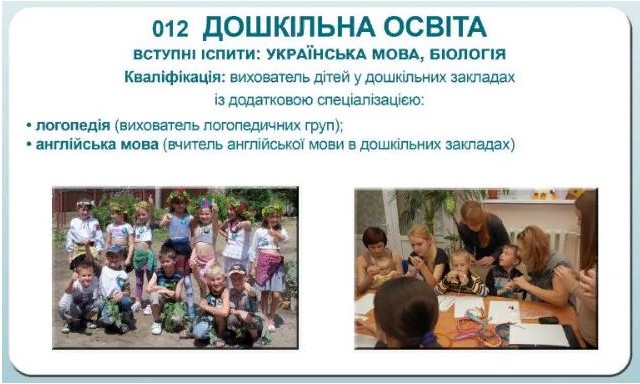 012 ДОШКІЛЬНА ОСВІТА
ВСТУПНІ ІСПИТИ: УКРАЇНСЬКА МОВА, БІОЛОГІЯ
Кваліфікація: вихователь дітей у дошкільних закладах
із додатковою спеціалізацією:
• логопедія (вихователь логопедичних груп);
• англійська мова (вчитель англійської мови в дошкільних закладах)